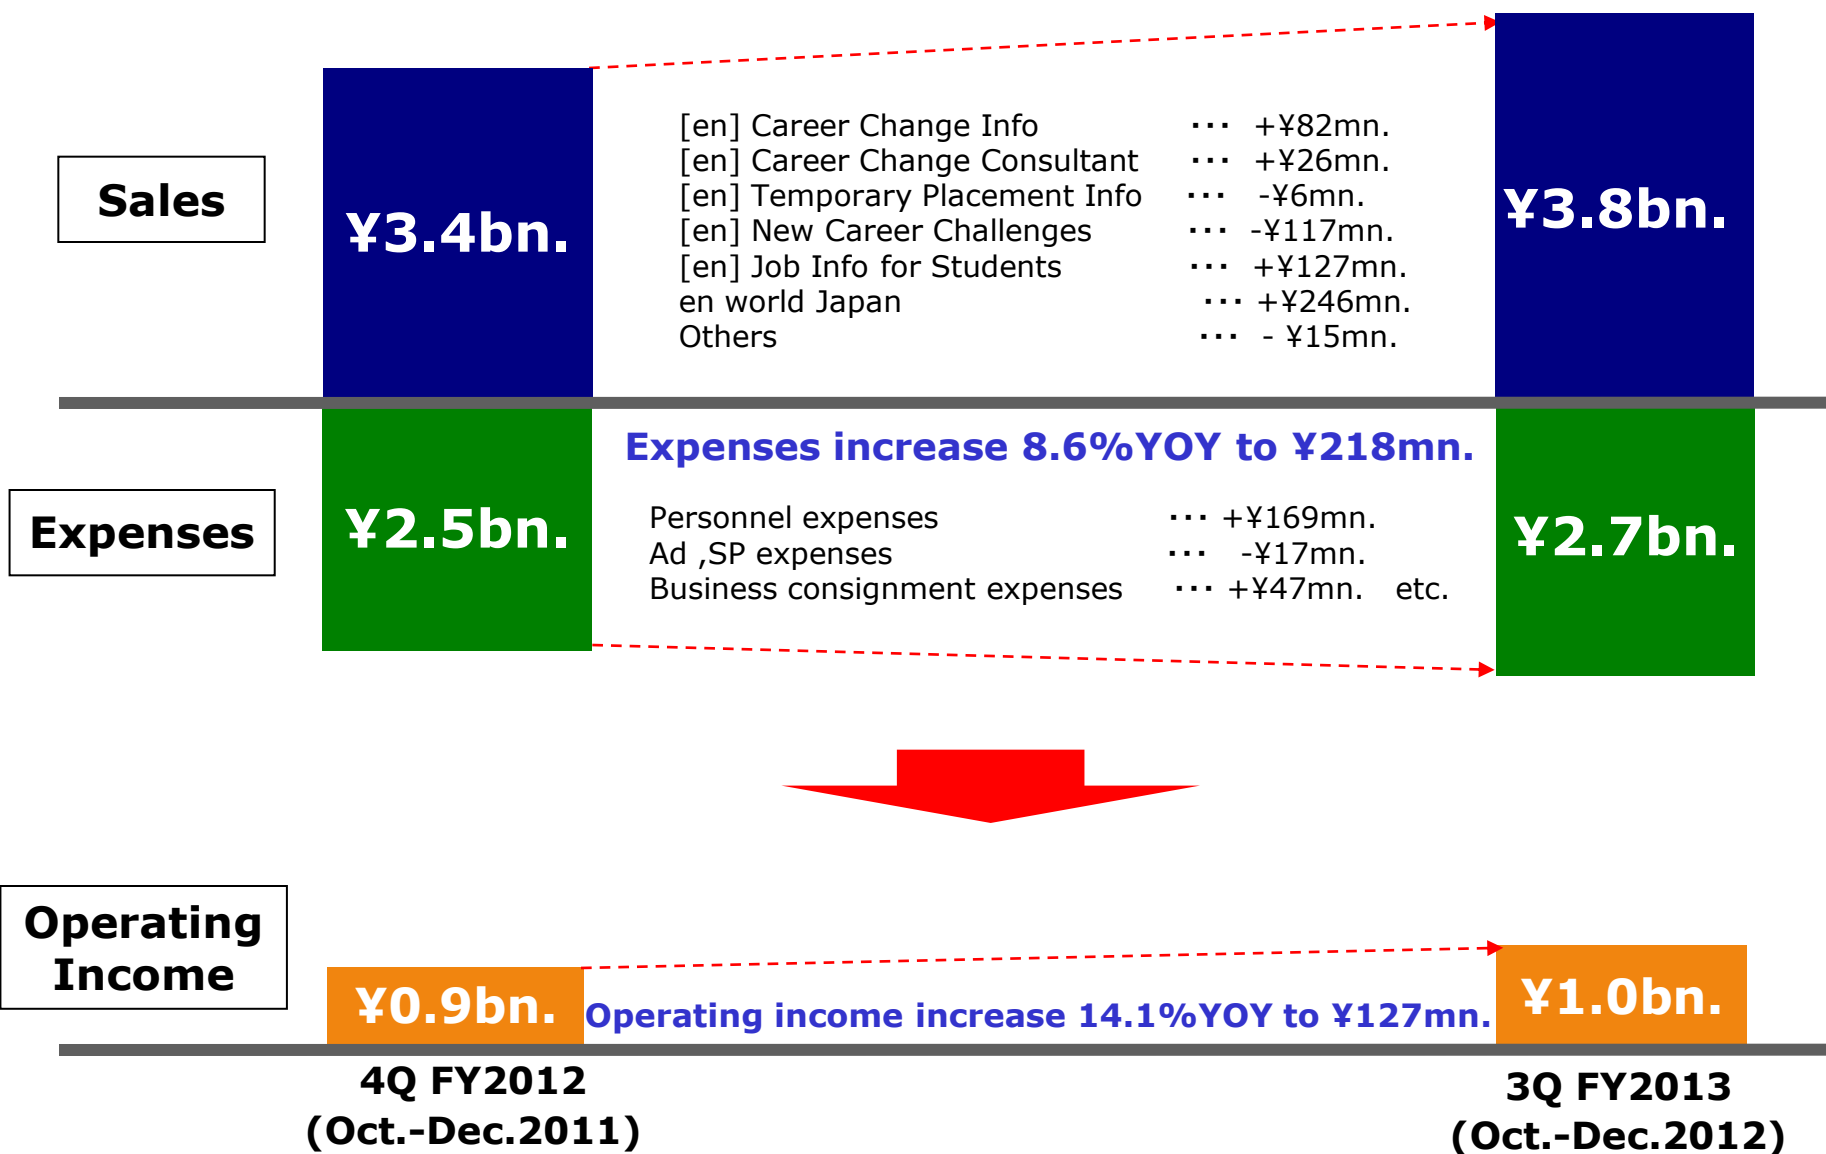 Sales
¥3.4bn.
[en] Career Change Info ··· +¥82mn.
[en] Career Change Consultant ··· +¥26mn.
[en] Temporary Placement Info ··· -¥6mn.
[en] New Career Challenges ··· -¥117mn.
[en] Job Info for Students ··· +¥127mn.
en world Japan ··· +¥246mn.
Others ··· - ¥15mn.
¥3.8bn.
Expenses
¥2.5bn.
Expenses increase 8.6%YOY to ¥218mn.
Personnel expenses ··· +¥169mn.
Ad ,SP expenses ··· -¥17mn.
Business consignment expenses ··· +¥47mn. etc.
¥2.7bn.
Operating
Income
¥0.9bn.
Operating income increase 14.1%YOY to ¥127mn.
¥1.0bn.
4Q FY2012
(Oct.-Dec.2011)
3Q FY2013
(Oct.-Dec.2012)